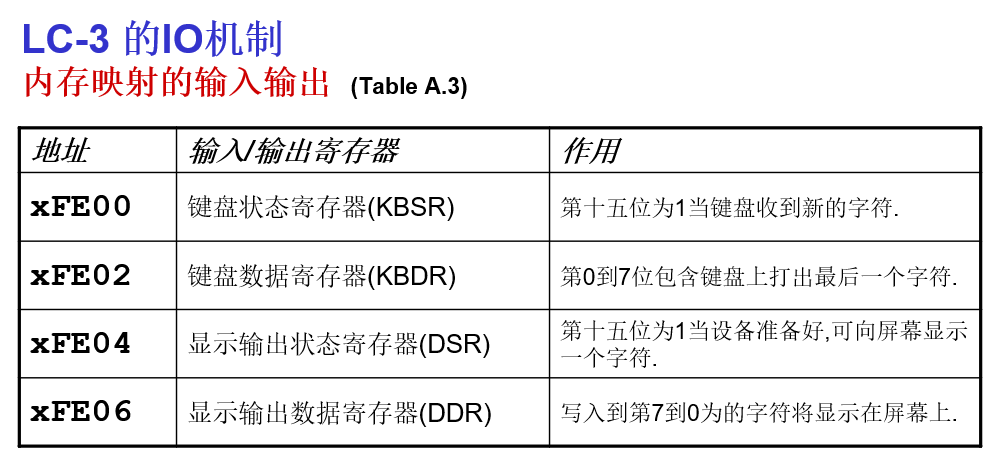 LC-3 的IO机制
内存映射的输入输出 (Table A.3)
地址 输入/输出寄存器 作用
xFE00 键盘状态寄存器(KBSR) 第十五位为1当键盘收到新的字符.
xFE02 键盘数据寄存器(KBDR) 第0到7位包含键盘上打出最后一个字符.
xFE04 显示输出状态寄存器(DSR) 第十五位为1当设备准备好,可向屏幕显示
一个字符.
xFE06 显示输出数据寄存器(DDR) 写入到第7到0为的字符将显示在屏幕上.